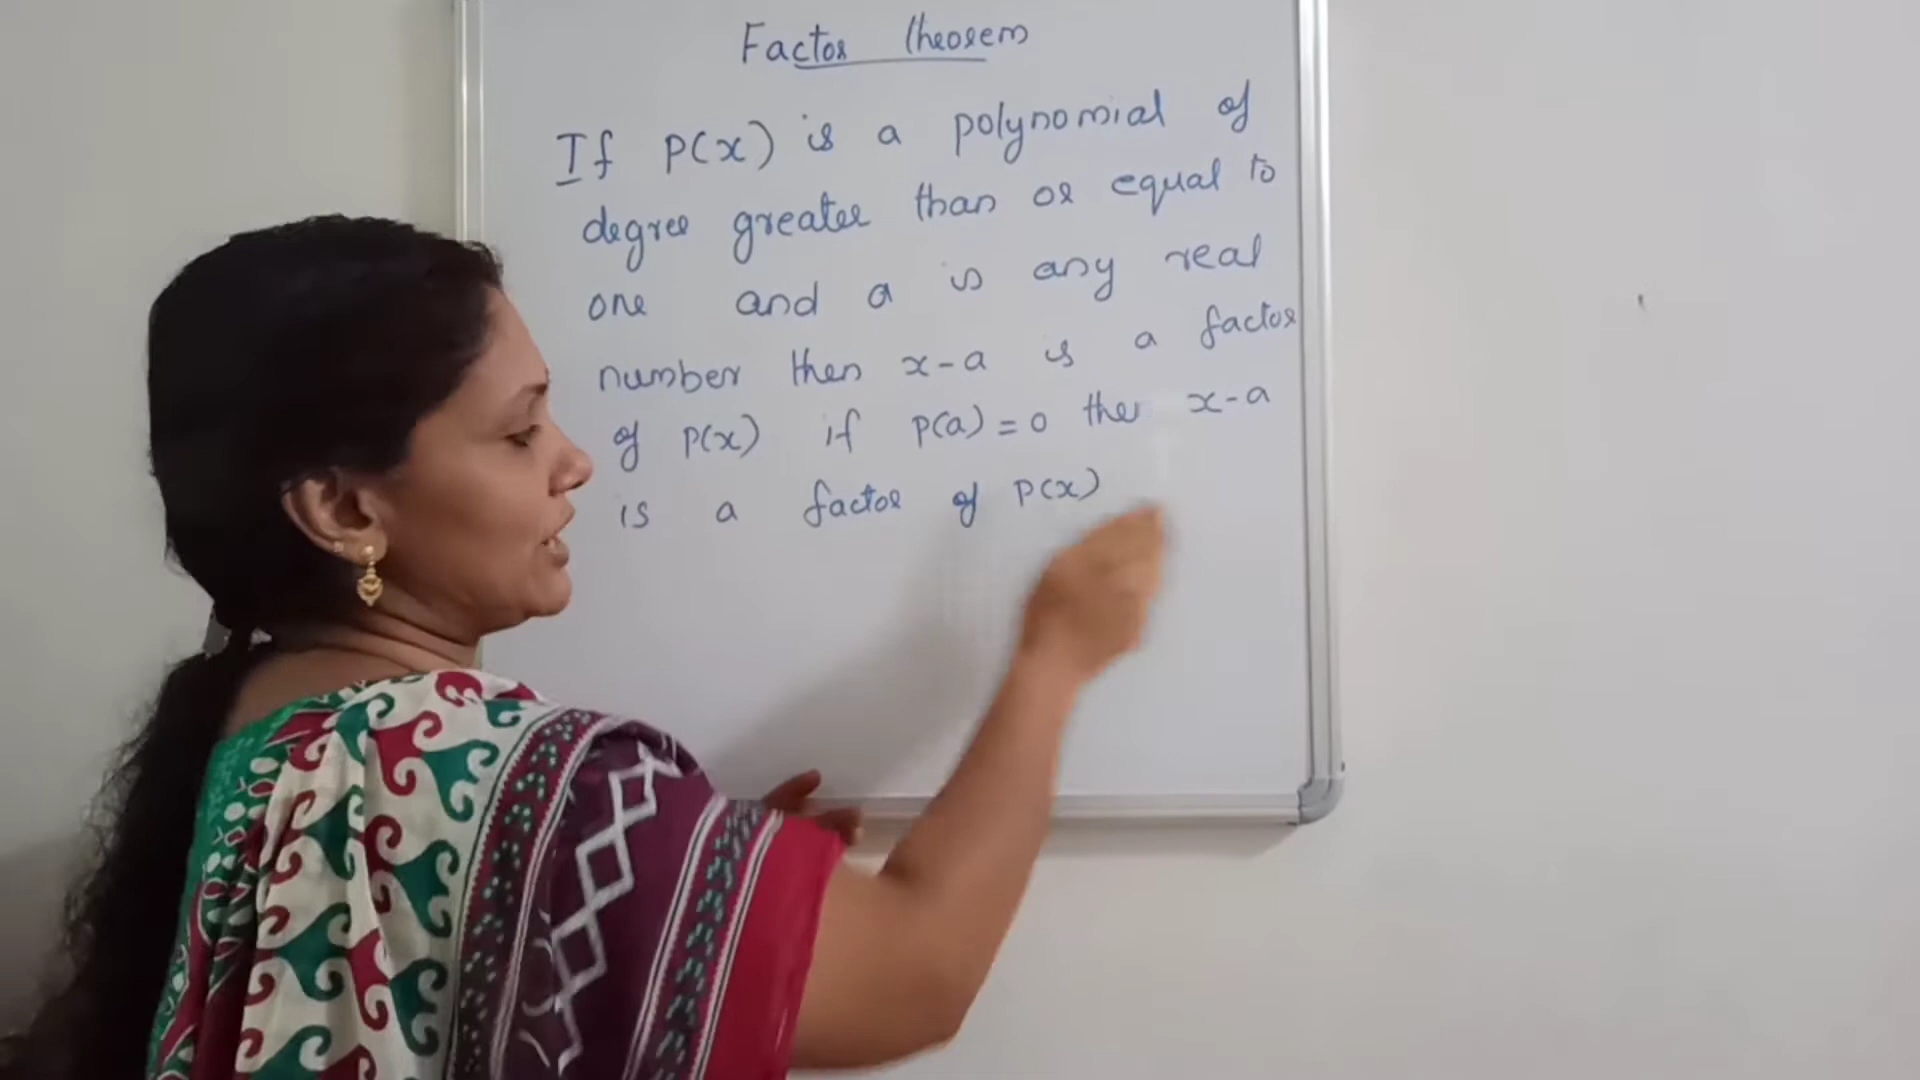 Factor theorem
If P(x) is a polynomial of
degree greater than or equal to
one and a is any real
number then x-a is a factor
of P(x) if P(a)=0 then x-a
is a factor of P(x)